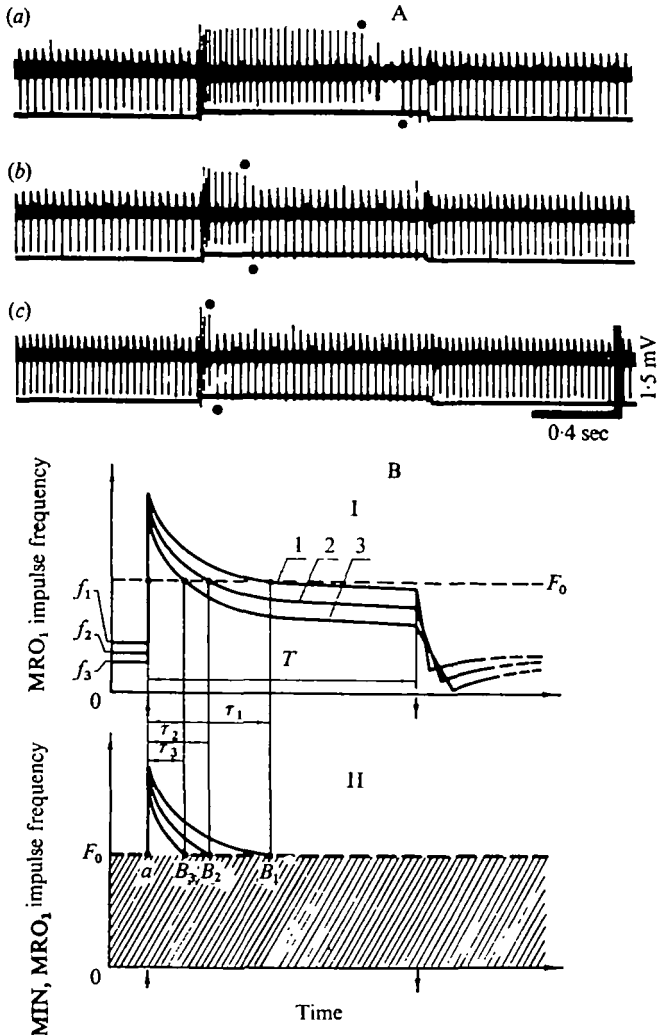 (a) A
(b)
(c)
1·5 mV
0·4 sec
B
MRO₁ impulse frequency
I
1 2 3
F₀
f₁
f₂
f₃
T
0
τ₁
τ₂
τ₃
II
MIN, MRO₁ impulse frequency
F₀
a B₃ B₂ B₁
0
Time